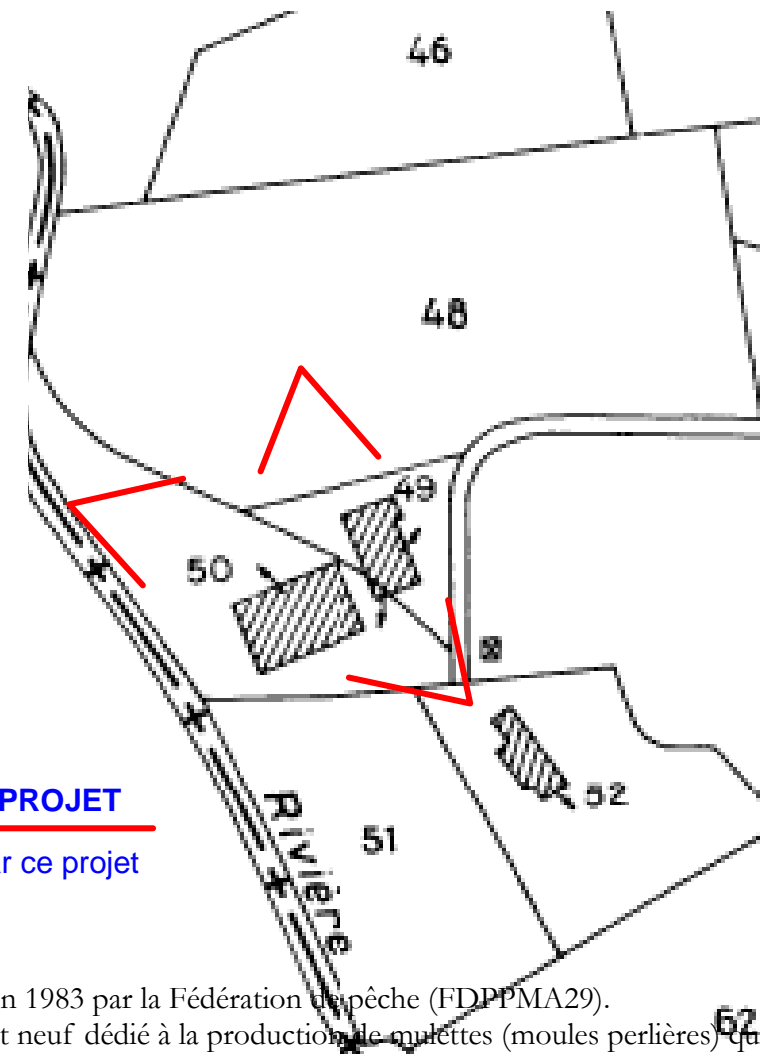 46
48
49
50
52
PROJET
51
ce projet
Rivière
1983 par la Fédération de pêche (FDPPMA29).
neuf dédié à la production de mulettes (moules perlières)
62